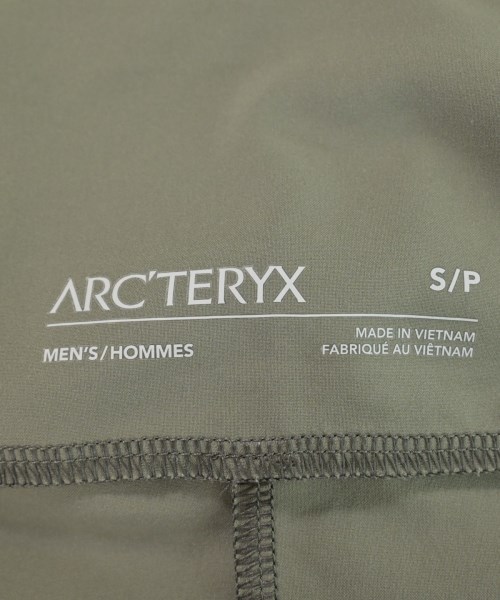 ARC'TERYX S/P
MEN'S/HOMMES
MADE IN VIETNAM
FABRIQUÉ AU VIÊTNAM